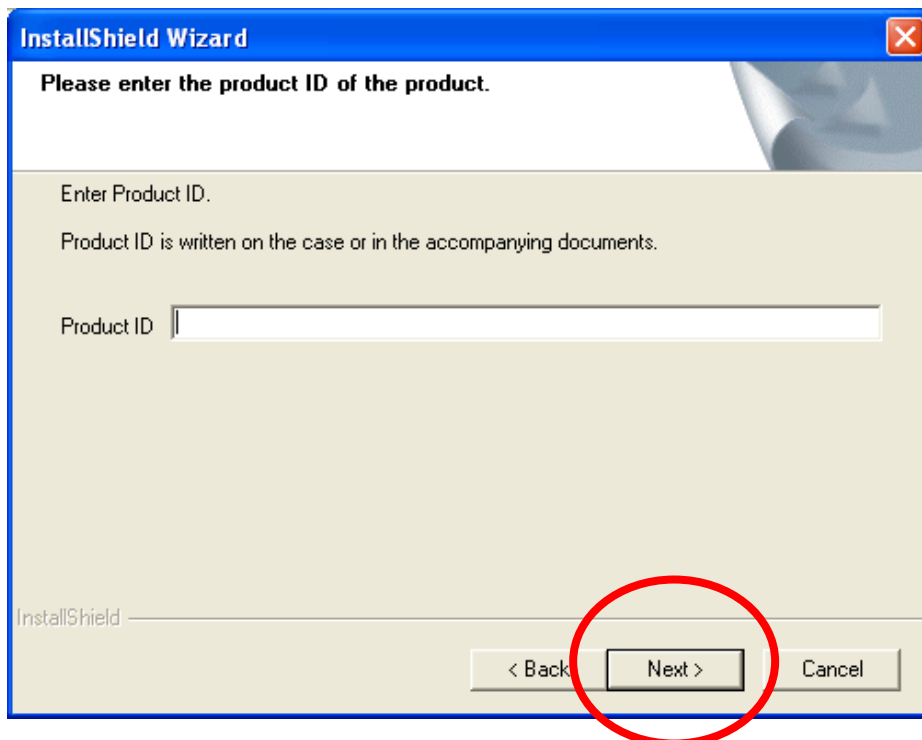 InstallShield Wizard
Please enter the product ID of the product.
Enter Product ID.
Product ID is written on the case or in the accompanying documents.
Product ID
InstallShield
< Back
Next >
Cancel